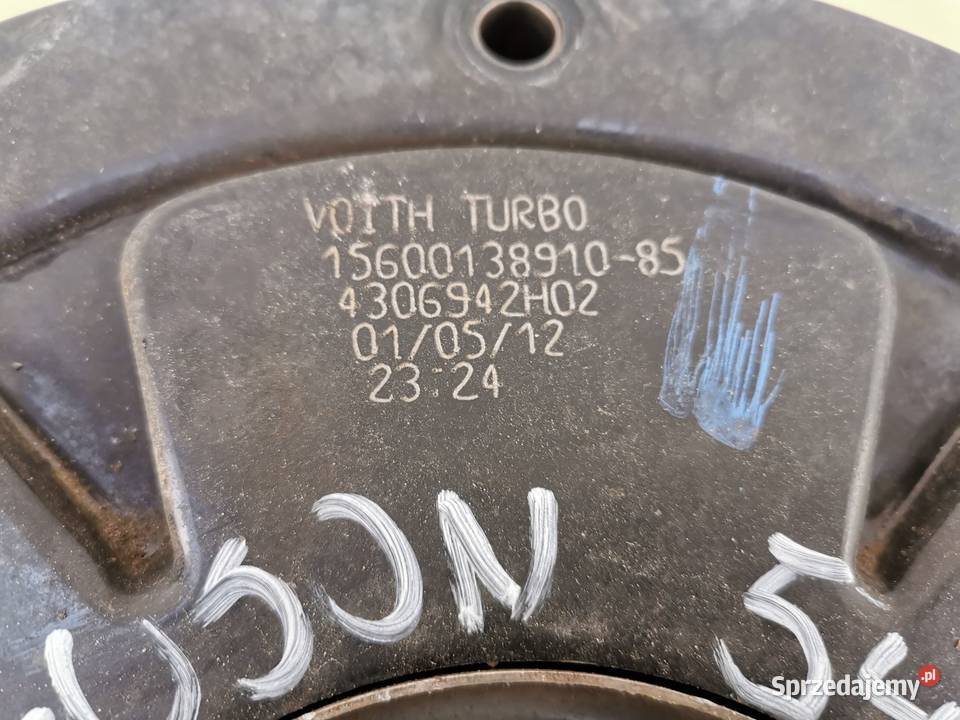 VOITH TURBO
15600138910-85
4306942H02
01/05/12
23:24
Sprzedajemy.pl